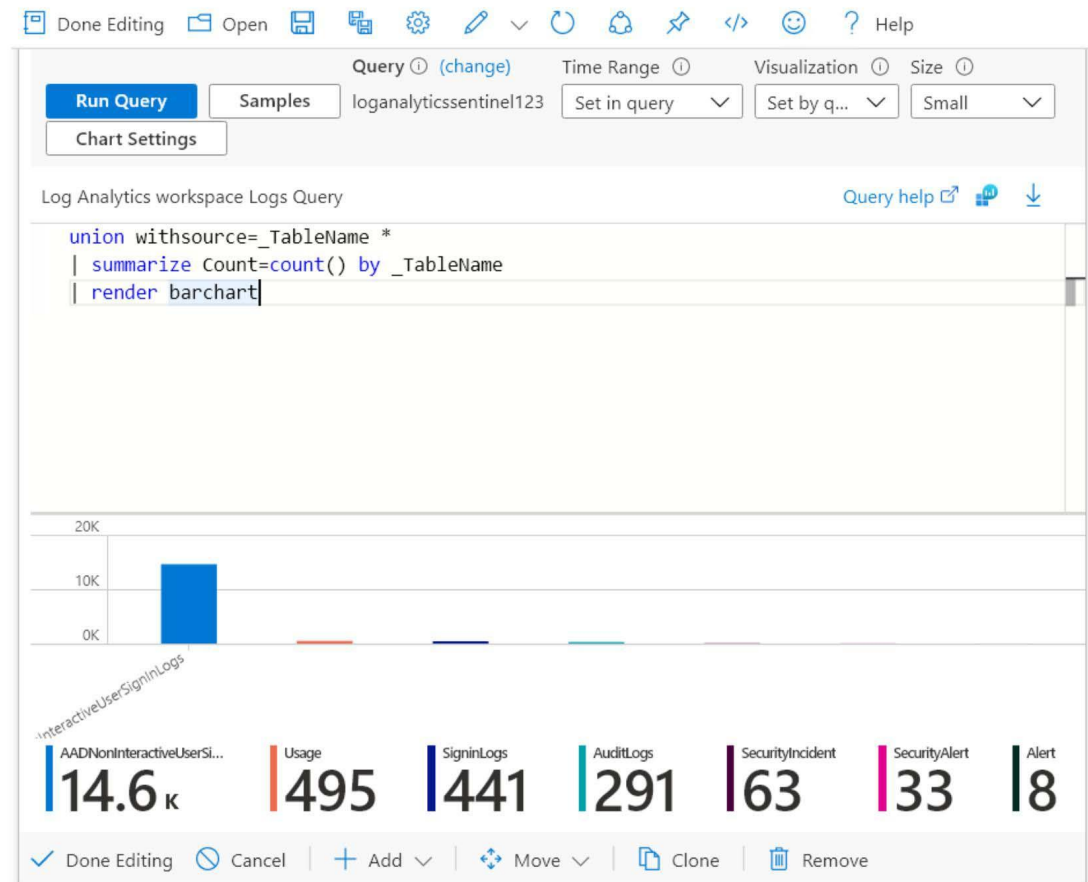 Done Editing Open Help
Query (change) Time Range Visualization Size
Run Query Samples loganalyticssentinel123 Set in query Set by q... Small
Chart Settings
Log Analytics workspace Logs Query Query help
union withsource=_TableName *
| summarize Count=count() by _TableName
| render barchart
20K
10K
0K
InteractiveUserSignInLogs
AADNonInteractiveUserSi... Usage SigninLogs AuditLogs SecurityIncident SecurityAlert Alert
14.6 K 495 441 291 63 33 8
Done Editing Cancel Add Move Clone Remove